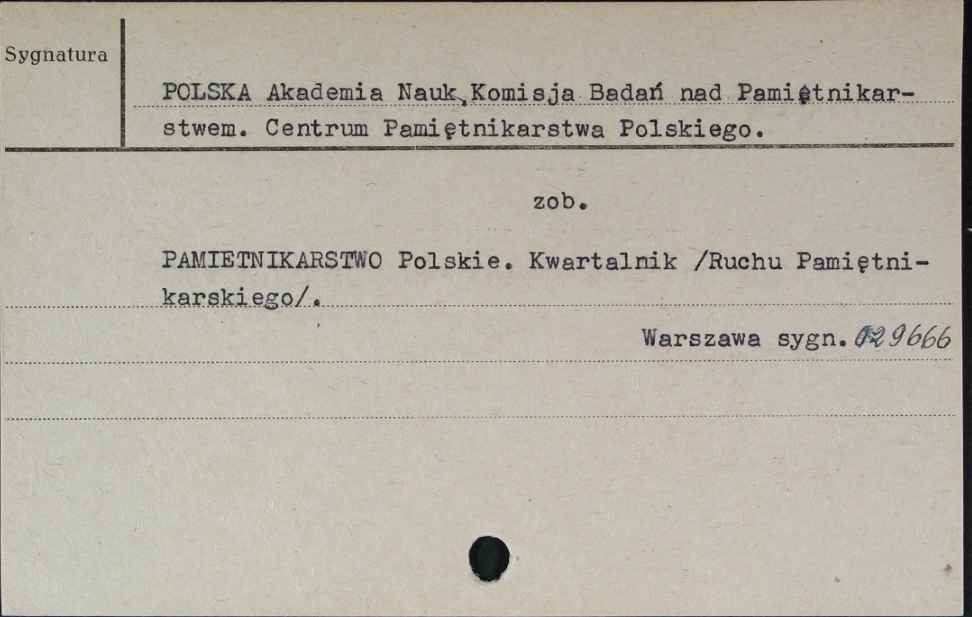 Sygnatura
POLSKA Akademia Nauk,Komisja Badań nad Pamiętnikar-
stwem. Centrum Pamiętnikarstwa Polskiego.
zob.
PAMIETNIKARSTWO Polskie. Kwartalnik /Ruchu Pamiętni-
karskiego/.
Warszawa sygn. 029666